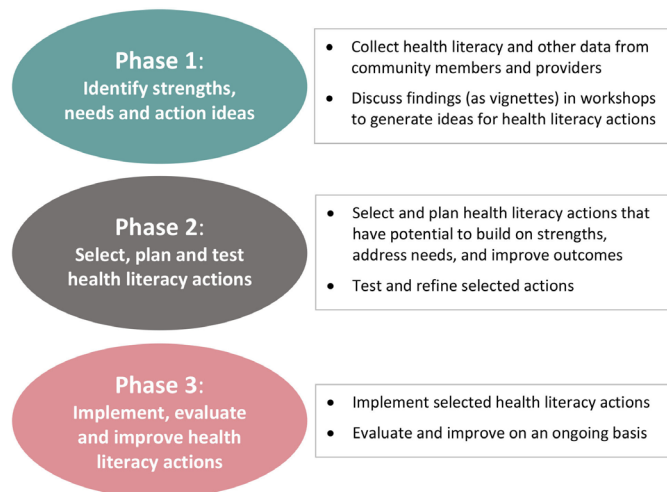 Phase 1:
Identify strengths,
needs and action ideas
• Collect health literacy and other data from
community members and providers
• Discuss findings (as vignettes) in workshops
to generate ideas for health literacy actions
Phase 2:
Select, plan and test
health literacy actions
• Select and plan health literacy actions that
have potential to build on strengths,
address needs, and improve outcomes
• Test and refine selected actions
Phase 3:
Implement, evaluate
and improve health
literacy actions
• Implement selected health literacy actions
• Evaluate and improve on an ongoing basis